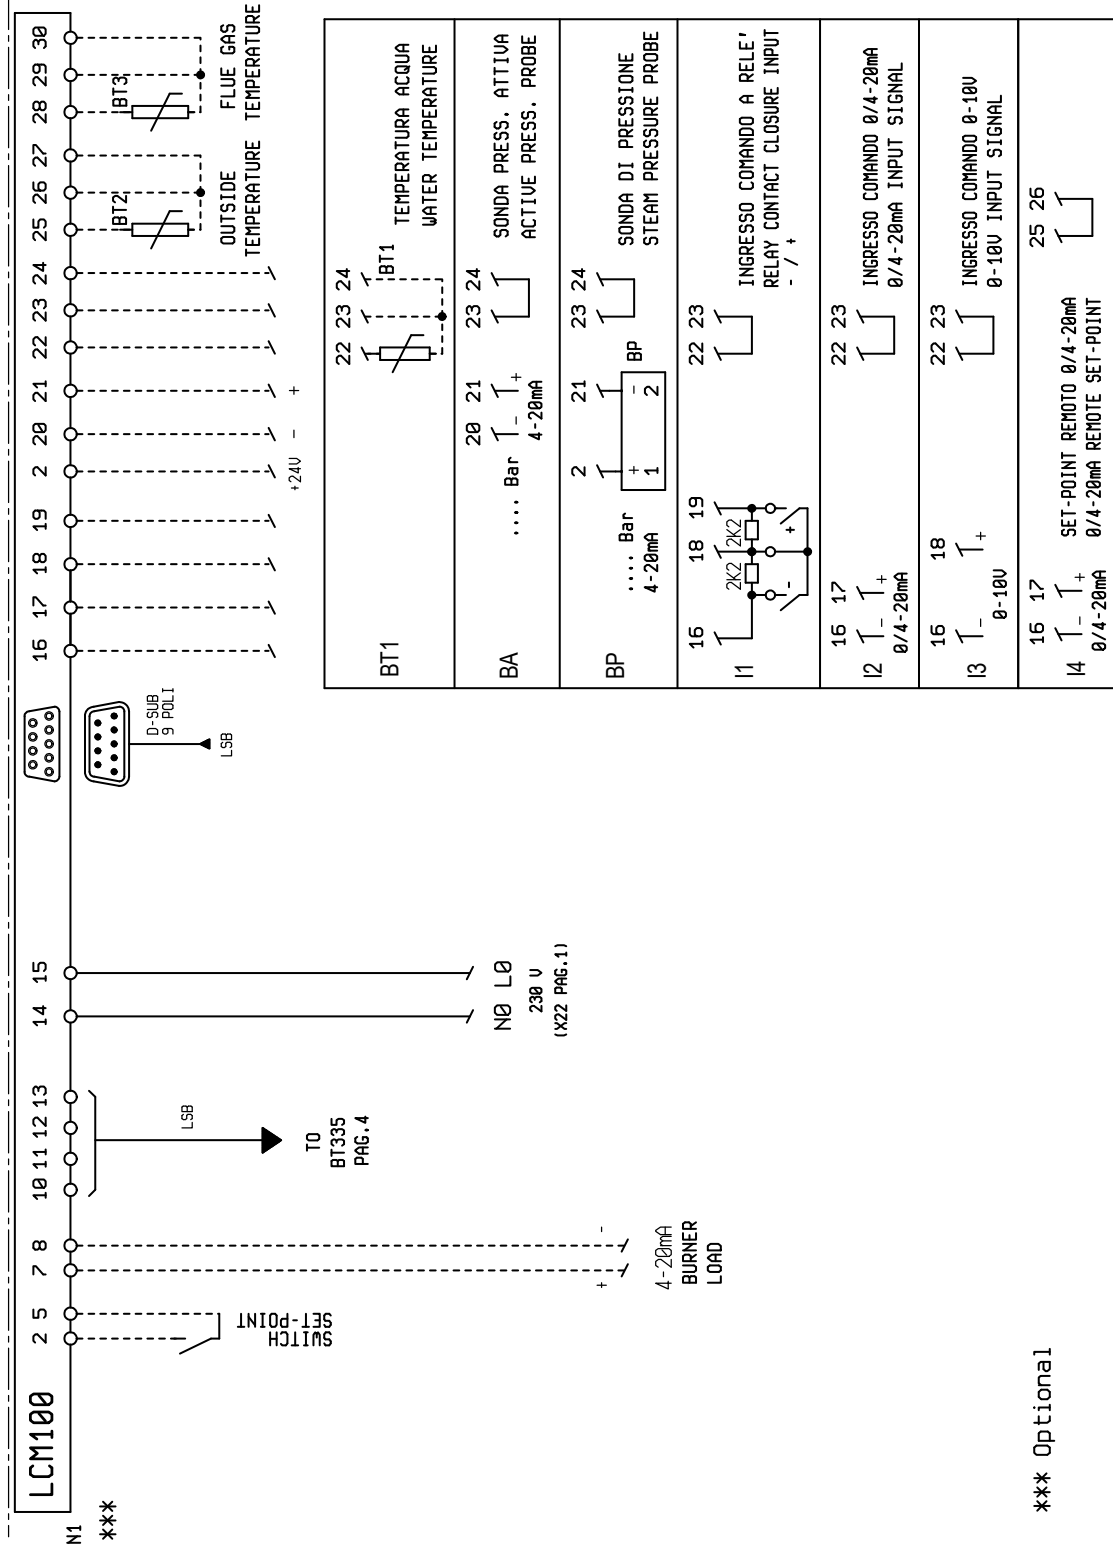 LCM100
2 5 7 8 10 11 12 13 14 15
16 17 18 19 2 20 21 22 23 24 25 26 27 28 29 30
N1
***
SWITCH
SET-POINT
+ -
4-20mA
BURNER
LOAD
LSB
TO
BT335
PAG.4
N0 L0
230 V
(X22 PAG.1)
D-SUB
9 POLI
LSB
+24V - +
BT2
OUTSIDE
TEMPERATURE
BT3
FLUE GAS
TEMPERATURE
BT1
22 23 24
BT1
TEMPERATURA ACQUA
WATER TEMPERATURE
BA
.... Bar
20 21
- +
4-20mA
23 24
SONDA PRESS. ATTIVA
ACTIVE PRESS. PROBE
BP
.... Bar
4-20mA
2 21
+ -
1 2
BP
23 24
SONDA DI PRESSIONE
STEAM PRESSURE PROBE
I1
16 18 19
2K2 2K2
- +
22 23
INGRESSO COMANDO A RELE'
RELAY CONTACT CLOSURE INPUT
- / +
I2
16 17
- +
0/4-20mA
22 23
INGRESSO COMANDO 0/4-20mA
0/4-20mA INPUT SIGNAL
I3
16 18
- +
0-10V
22 23
INGRESSO COMANDO 0-10V
0-10V INPUT SIGNAL
I4
16 17
- +
0/4-20mA
SET-POINT REMOTO 0/4-20mA
0/4-20mA REMOTE SET-POINT
25 26
*** Optional